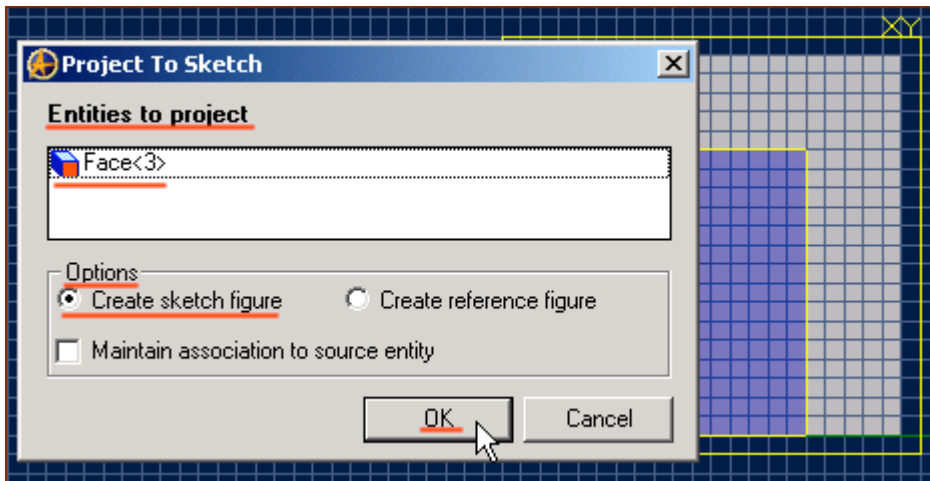 XY
Project To Sketch
Entities to project
Face<3>
Options
Create sketch figure
Create reference figure
Maintain association to source entity
OK
Cancel